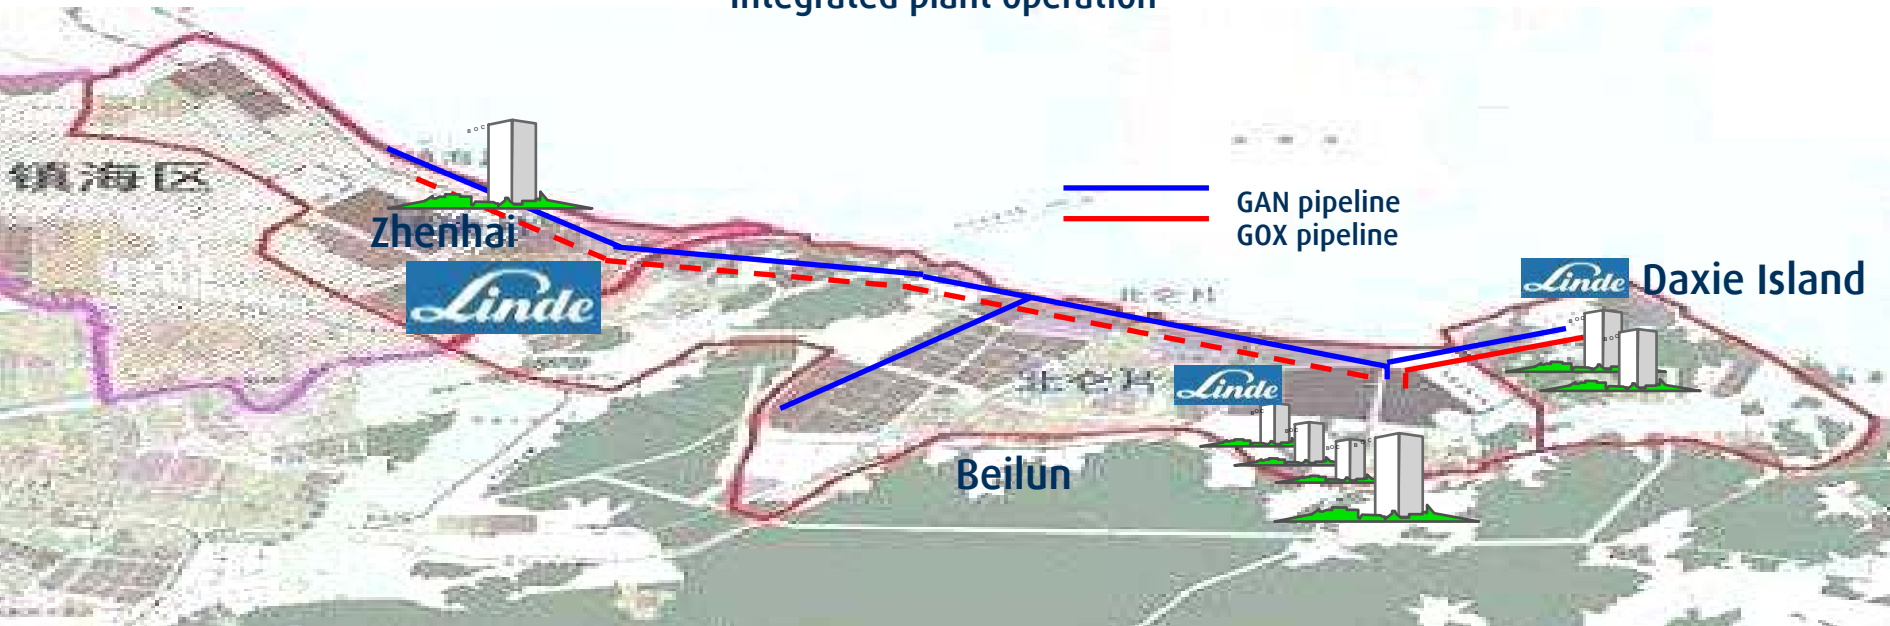 Integrated plant operation
镇海区
Zhenhai
Linde
GAN pipeline
GOX pipeline
Linde
Daxie Island
Linde
Beilun